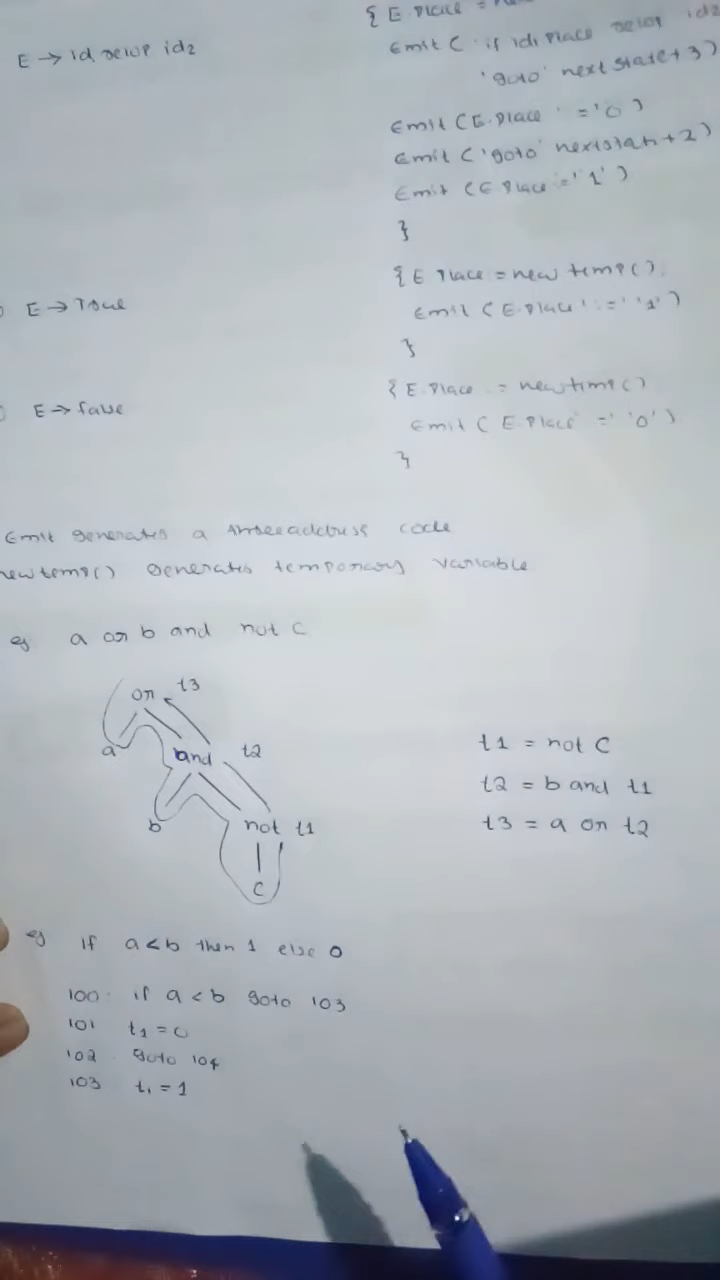 { E. Place = ne
E → id, relop id2
Emit ( if id1 Place relop id2
'goto' next state + 3 )
Emit ( E. Place ' = '0' )
Emit ( 'goto' nextstate + 2 )
Emit ( E Place '=' '1' )
}
{ E Place = new temp ( ).
E → True
Emit ( E. Place ' = ' '1' )
}
{ E. Place = newtemp ( )
E → false
Emit ( E. Place '=' '0' )
}
Emit generates a threeaddress code
newtemp() Generates temporary variable
eg a or b and not c
or t3
a and t2
b not t1
c
t1 = not c
t2 = b and t1
t3 = a or t2
eg if a < b then 1 else 0
100. if a < b goto 103
101 t1 = 0
102. goto 104
103 t1 = 1